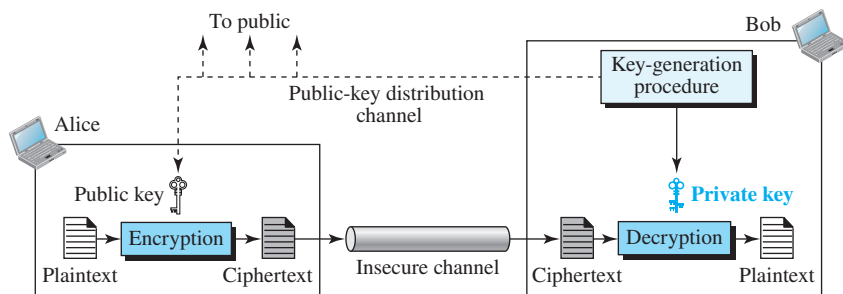 To public
Bob
Key-generation
procedure
Public-key distribution
channel
Alice
Public key
Private key
Encryption
Decryption
Plaintext
Ciphertext
Insecure channel
Ciphertext
Plaintext